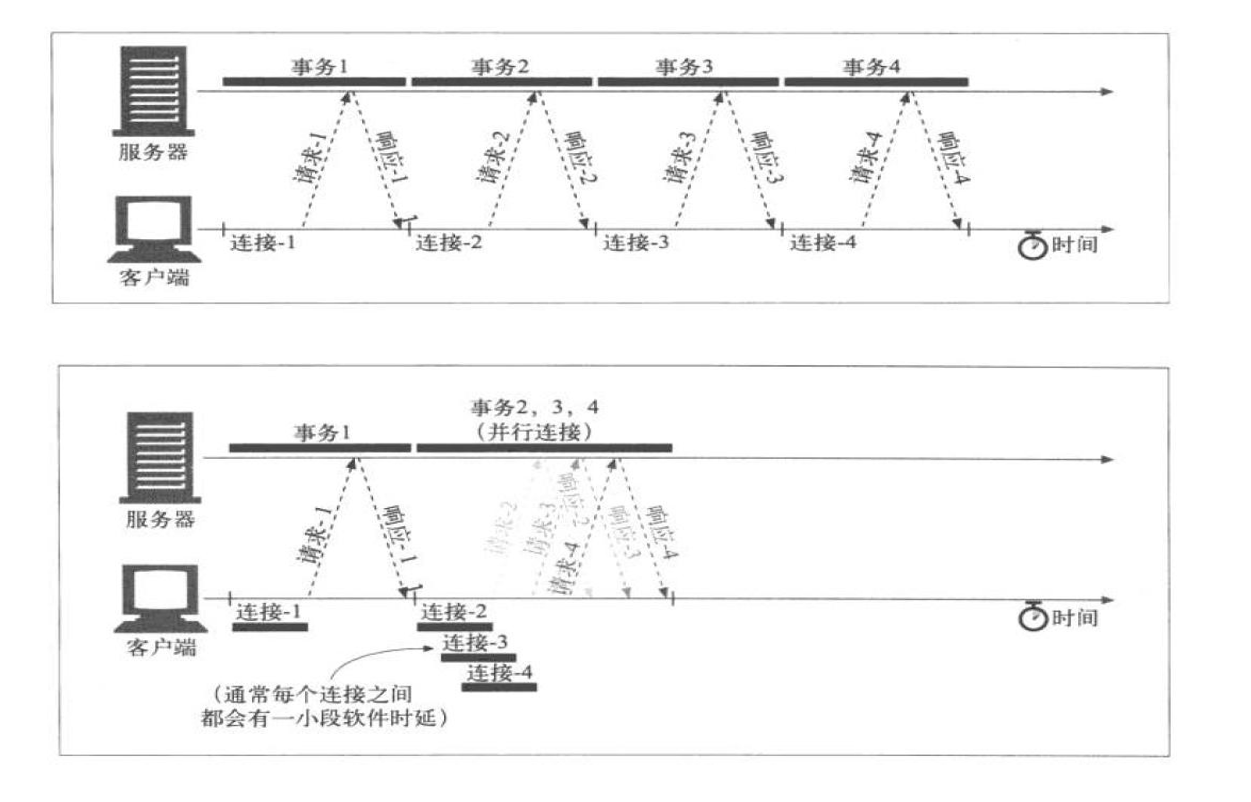 事务1
事务2
事务3
事务4
请求-1
响应-1
请求-2
响应-2
请求-3
响应-3
请求-4
响应-4
服务器
连接-1
连接-2
连接-3
连接-4
时间
客户端
事务2，3，4
（并行连接）
事务1
请求-1
响应-1
请求-2
请求-3
响应-2
请求-4
响应-3
响应-4
服务器
连接-1
连接-2
时间
客户端
连接-3
连接-4
（通常每个连接之间
都会有一小段软件时延）